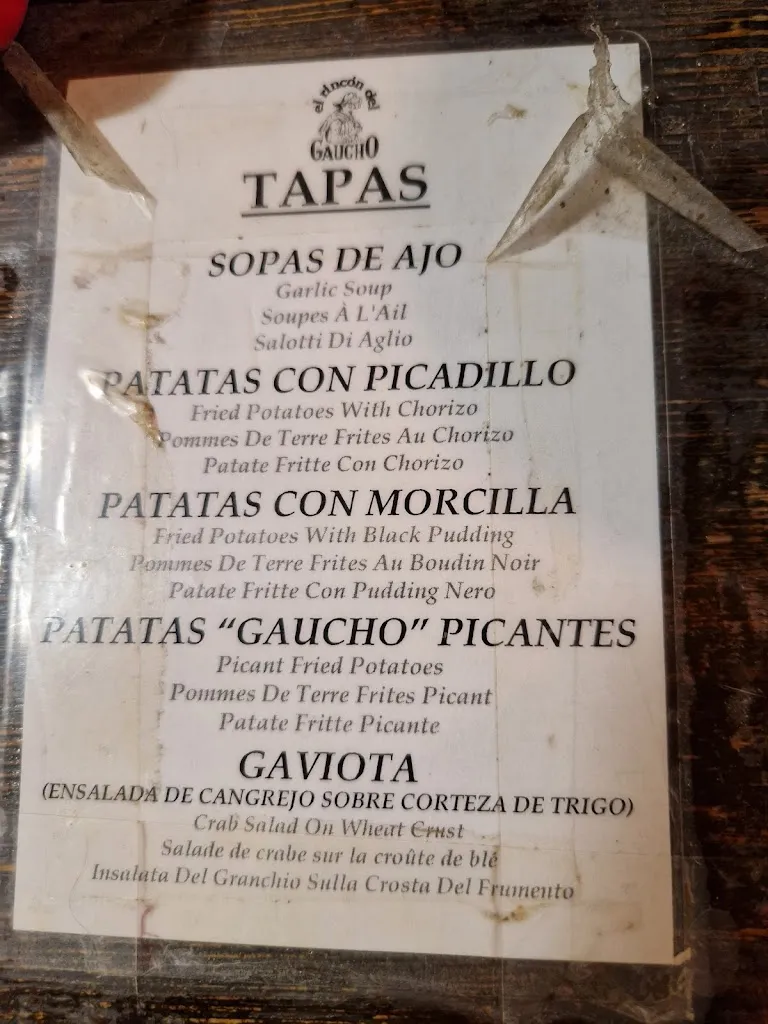 el rincón del
GAUCHO
TAPAS
SOPAS DE AJO
Garlic Soup
Soupes À L'Ail
Salotti Di Aglio
PATATAS CON PICADILLO
Fried Potatoes With Chorizo
Pommes De Terre Frites Au Chorizo
Patate Fritte Con Chorizo
PATATAS CON MORCILLA
Fried Potatoes With Black Pudding
Pommes De Terre Frites Au Boudin Noir
Patate Fritte Con Pudding Nero
PATATAS “GAUCHO” PICANTES
Picant Fried Potatoes
Pommes De Terre Frites Picant
Patate Fritte Picante
GAVIOTA
(ENSALADA DE CANGREJO SOBRE CORTEZA DE TRIGO)
Crab Salad On Wheat Crust
Salade de crabe sur la croûte de blé
Insalata Del Granchio Sulla Crosta Del Frumento